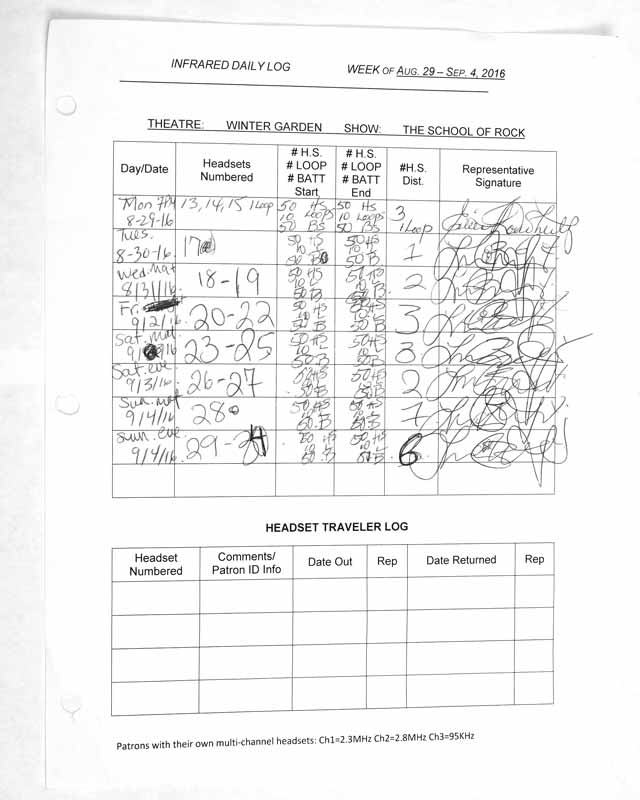 INFRARED DAILY LOG WEEK OF AUG. 29 – SEP. 4, 2016
THEATRE: WINTER GARDEN SHOW: THE SCHOOL OF ROCK
Day/Date Headsets Numbered # H.S. # LOOP # BATT Start # H.S. # LOOP # BATT End #H.S. Dist. Representative Signature
Mon 7PM 13, 14, 15 1 Loop 50 HS 50 HS 3
8-29-16 10 Loops 10 Loops 1 Loop
50 BS 50 BS
Tues. 50 HS 50 HS
8-30-16 17 10 L 10 L 1
50 B 50 B
Wed. Mat 18-19 50 HS 50 HS 2
8/31/16 10 L 10 L
50 B 50 B
Fri. 20-22 50 HS 50 HS 3
9/2/16 10 L 10 L
50 B 50 B
Sat. mat 23-25 50 HS 50 HS 3
9/3/16 10 10
50 B 50 B
Sat. eve 26-27 50 HS 50 HS 2
9/3/16 10 L 10 L
50 B 50 B
Sun. mat 28 50 HS 50 HS 1
9/4/16 10 L 10 L
50 B 50 B
Sun. eve 29- 50 HS 50 HS 6
9/4/16 10 L 10 L
50 B 50 B
HEADSET TRAVELER LOG
Headset Numbered Comments/ Patron ID Info Date Out Rep Date Returned Rep
Patrons with their own multi-channel headsets: Ch1=2.3MHz Ch2=2.8MHz Ch3=95KHz